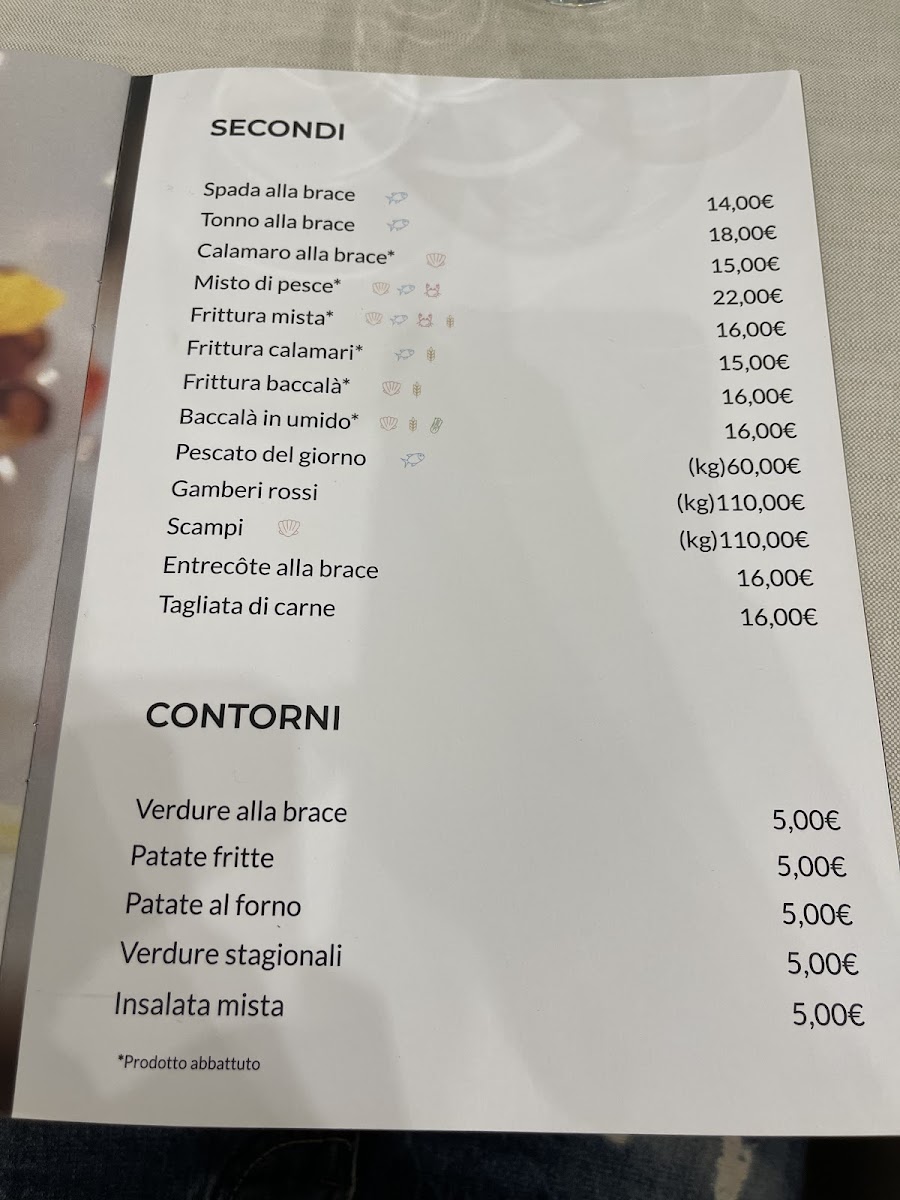 SECONDI
Spada alla brace 14,00€
Tonno alla brace 18,00€
Calamaro alla brace* 15,00€
Misto di pesce* 22,00€
Frittura mista* 16,00€
Frittura calamari* 15,00€
Frittura baccalà* 16,00€
Baccalà in umido* 16,00€
Pescato del giorno (kg)60,00€
Gamberi rossi (kg)110,00€
Scampi (kg)110,00€
Entrecôte alla brace 16,00€
Tagliata di carne 16,00€
CONTORNI
Verdure alla brace 5,00€
Patate fritte 5,00€
Patate al forno 5,00€
Verdure stagionali 5,00€
Insalata mista 5,00€
*Prodotto abbattuto